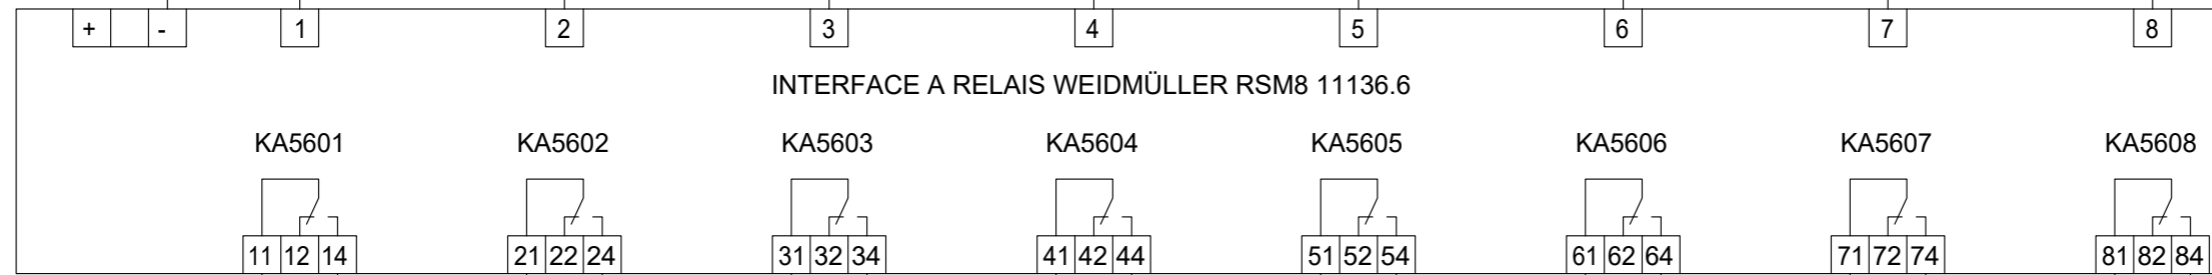 + - 1 2 3 4 5 6 7 8
INTERFACE A RELAIS WEIDMÜLLER RSM8 11136.6
KA5601 KA5602 KA5603 KA5604 KA5605 KA5606 KA5607 KA5608
11 12 14 21 22 24 31 32 34 41 42 44 51 52 54 61 62 64 71 72 74 81 82 84